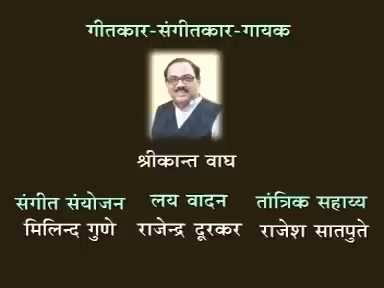 गीतकार-संगीतकार-गायक
श्रीकान्त वाघ
संगीत संयोजन लय वादन तांत्रिक सहाय्य
मिलिन्द गुणे राजेन्द्र दूरकर राजेश सातपुते